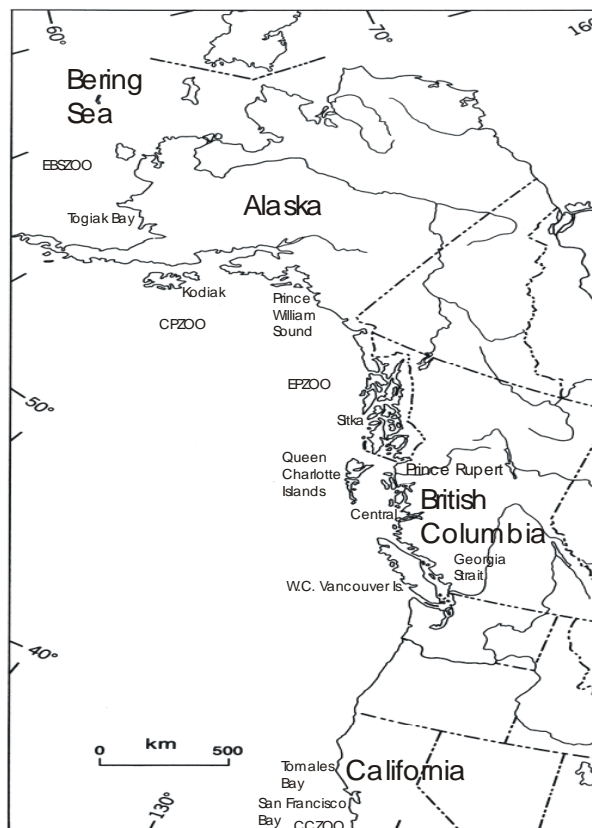 60°
70°
160
Bering
Sea
EBSZOO
Togiak Bay
Alaska
Kodiak
CPZOO
Prince
William
Sound
50°
EPZOO
Sitka
Queen
Charlotte
Islands
Prince Rupert
Central
British
Columbia
Georgia
Strait
W.C. Vancouver Is.
40°
km
0 500
Tomales
Bay
California
San Francisco
Bay
CCZOO
130°